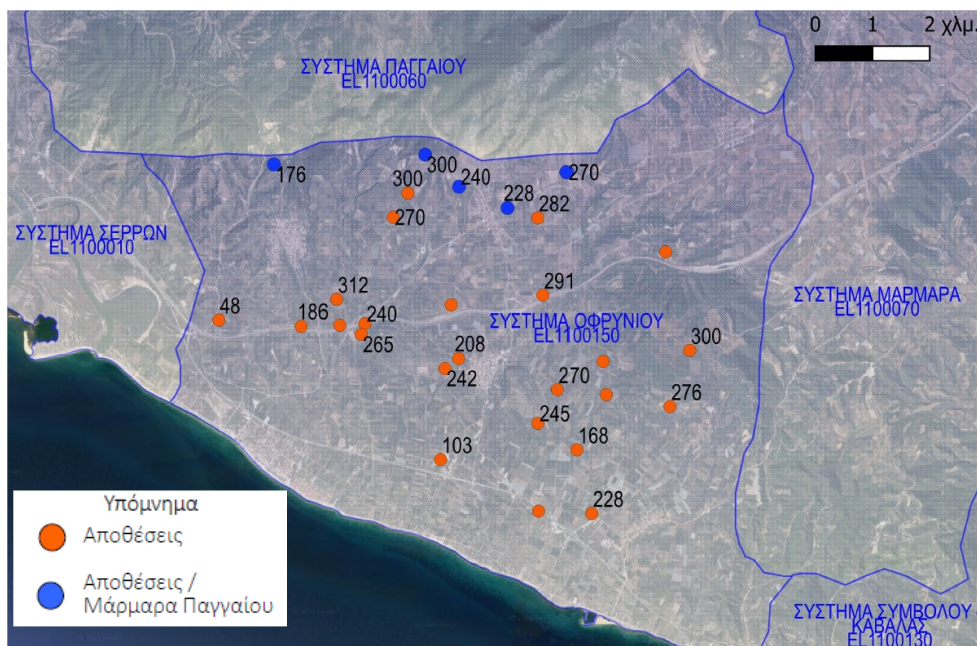 0 1 2 χλμ.
ΣΥΣΤΗΜΑ ΠΑΓΓΑΙΟΥ
EL1100060
300
176
240
270
300
228
282
270
ΣΥΣΤΗΜΑ ΣΕΡΡΩΝ
EL1100010
291
ΣΥΣΤΗΜΑ ΜΑΡΜΑΡΑ
EL1100070
312
48
186
240
ΣΥΣΤΗΜΑ ΟΦΡΥΝΙΟΥ
EL1100150
265
300
208
242
270
276
245
168
103
228
Υπόμνημα
Αποθέσεις
Αποθέσεις /
Μάρμαρα Παγγαίου
ΣΥΣΤΗΜΑ ΣΥΜΒΟΛΟΥ
ΚΑΒΑΛΑΣ
EL1100130